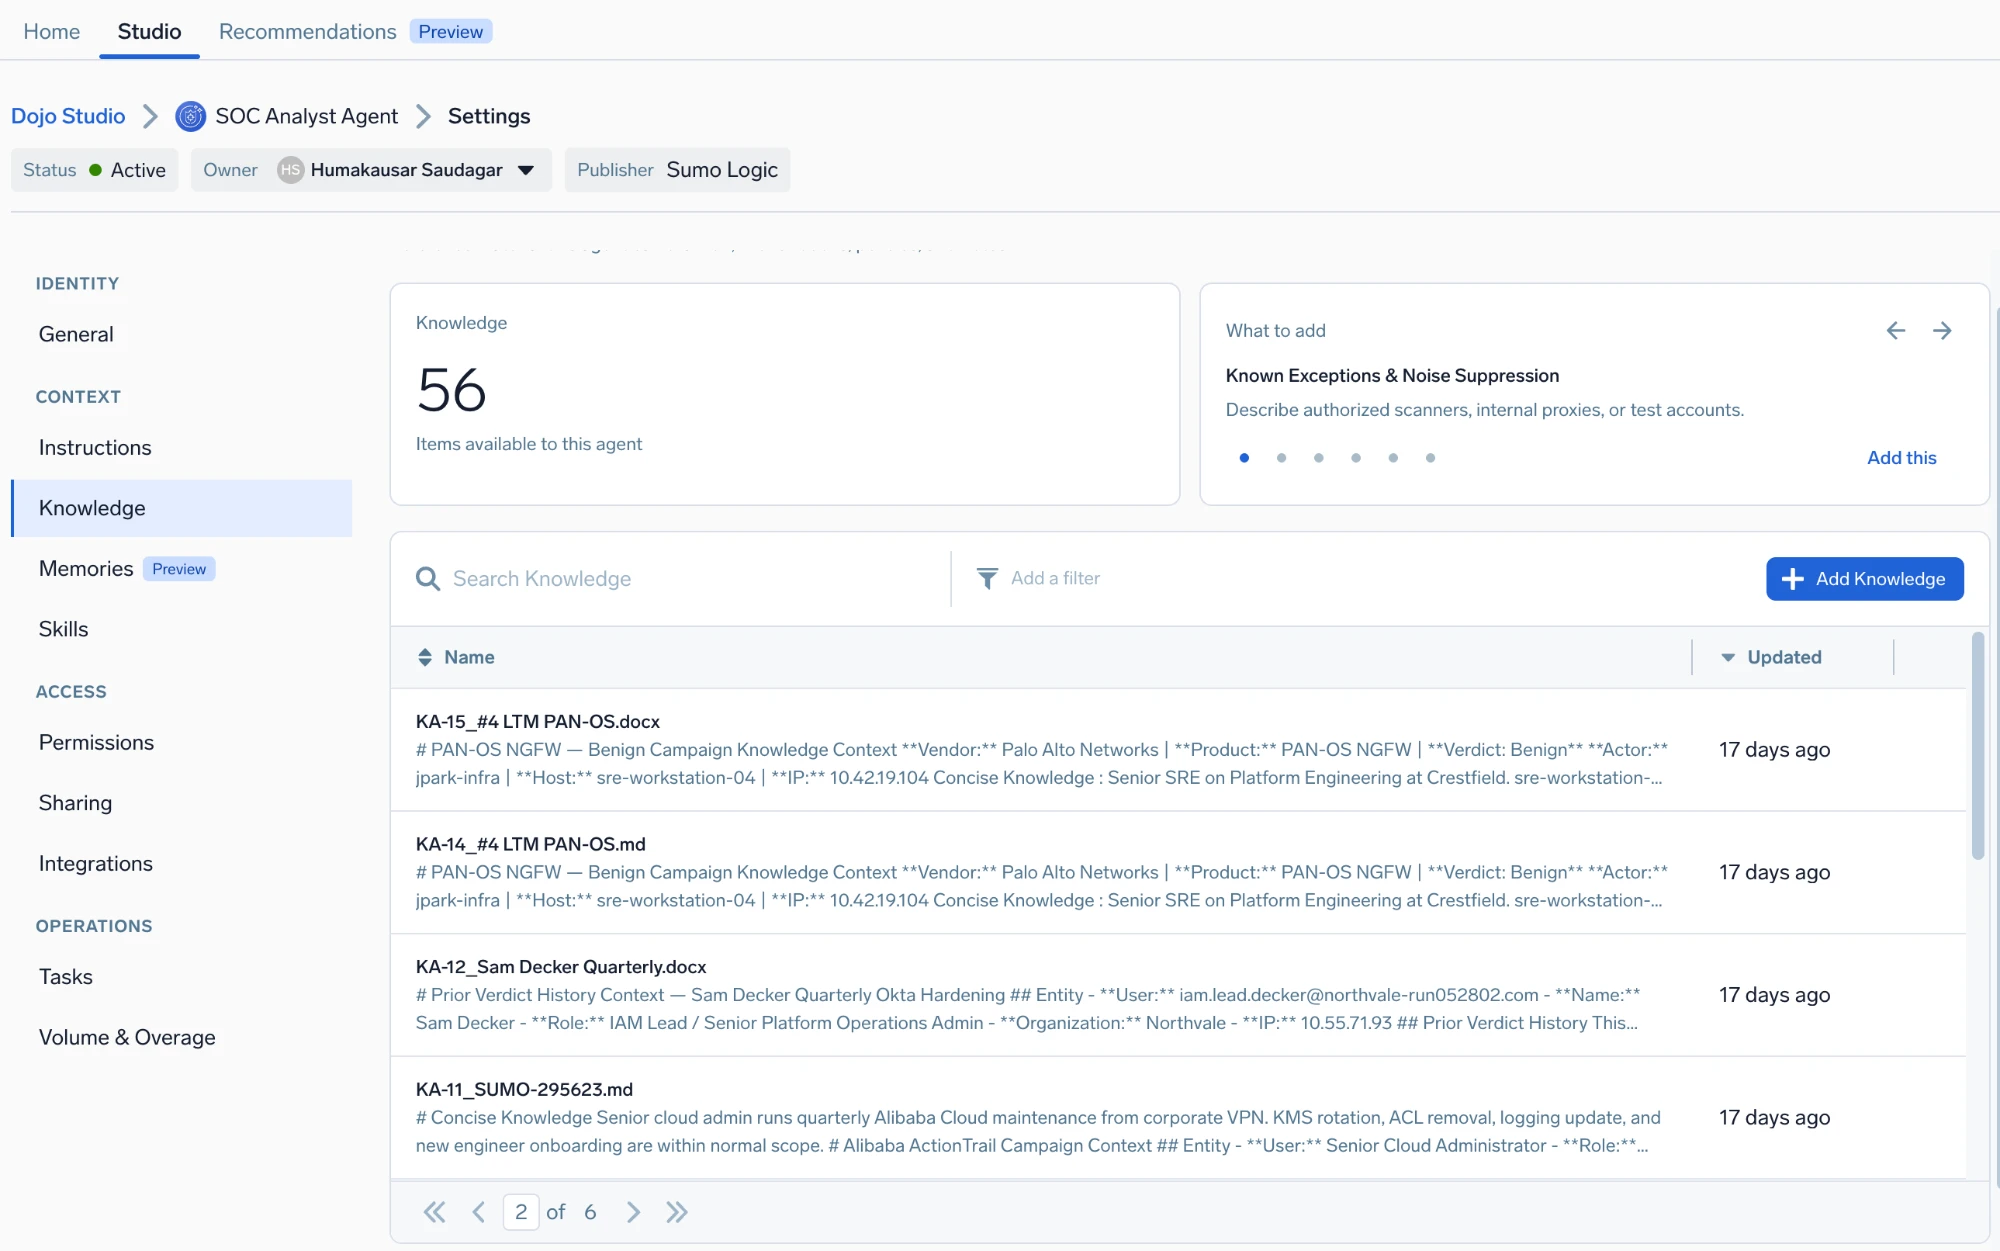 Home Studio Recommendations Preview
Dojo Studio SOC Analyst Agent Settings
Status Active Owner HS Humakausar Saudagar Publisher Sumo Logic
IDENTITY
General
CONTEXT
Instructions
Knowledge
Memories Preview
Skills
ACCESS
Permissions
Sharing
Integrations
OPERATIONS
Tasks
Volume & Overage
Knowledge
56
Items available to this agent
What to add
Known Exceptions & Noise Suppression
Describe authorized scanners, internal proxies, or test accounts.
Add this
Search Knowledge Add a filter Add Knowledge
Name Updated
KA-15_#4 LTM PAN-OS.docx
# PAN-OS NGFW — Benign Campaign Knowledge Context **Vendor:** Palo Alto Networks | **Product:** PAN-OS NGFW | **Verdict: Benign** **Actor:**
jpark-infra | **Host:** sre-workstation-04 | **IP:** 10.42.19.104 Concise Knowledge : Senior SRE on Platform Engineering at Crestfield. sre-workstation-...
17 days ago
KA-14_#4 LTM PAN-OS.md
# PAN-OS NGFW — Benign Campaign Knowledge Context **Vendor:** Palo Alto Networks | **Product:** PAN-OS NGFW | **Verdict: Benign** **Actor:**
jpark-infra | **Host:** sre-workstation-04 | **IP:** 10.42.19.104 Concise Knowledge : Senior SRE on Platform Engineering at Crestfield. sre-workstation-...
17 days ago
KA-12_Sam Decker Quarterly.docx
# Prior Verdict History Context — Sam Decker Quarterly Okta Hardening ## Entity - **User:** iam.lead.decker@northvale-run052802.com - **Name:**
Sam Decker - **Role:** IAM Lead / Senior Platform Operations Admin - **Organization:** Northvale - **IP:** 10.55.71.93 ## Prior Verdict History This...
17 days ago
KA-11_SUMO-295623.md
# Concise Knowledge Senior cloud admin runs quarterly Alibaba Cloud maintenance from corporate VPN. KMS rotation, ACL removal, logging update, and
new engineer onboarding are within normal scope. # Alibaba ActionTrail Campaign Context ## Entity - **User:** Senior Cloud Administrator - **Role:**...
17 days ago
2 of 6